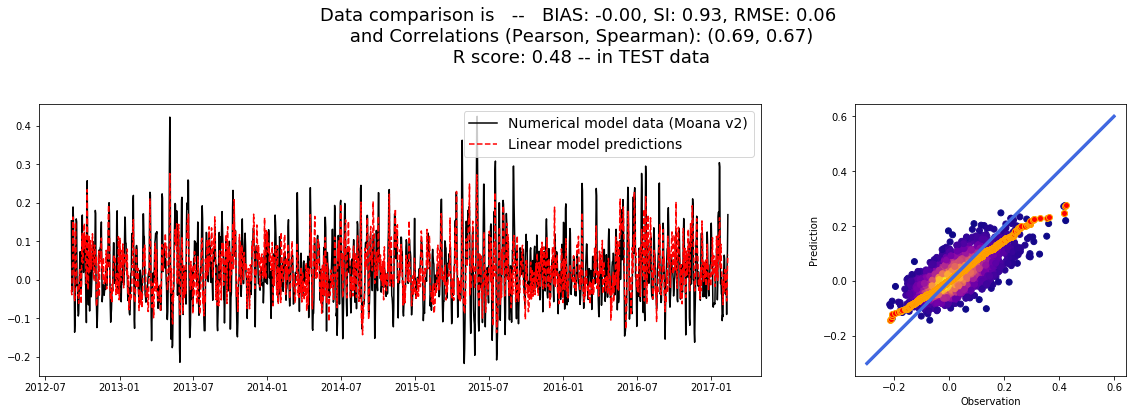 Data comparison is -- BIAS: -0.00, SI: 0.93, RMSE: 0.06
and Correlations (Pearson, Spearman): (0.69, 0.67)
R score: 0.48 -- in TEST data
Numerical model data (Moana v2)
Linear model predictions
0.4
0.3
0.2
0.1
0.0
−0.1
−0.2
2012-07 2013-01 2013-07 2014-01 2014-07 2015-01 2015-07 2016-01 2016-07 2017-01
Prediction
0.6
0.4
0.2
0.0
−0.2
−0.2 0.0 0.2 0.4 0.6
Observation